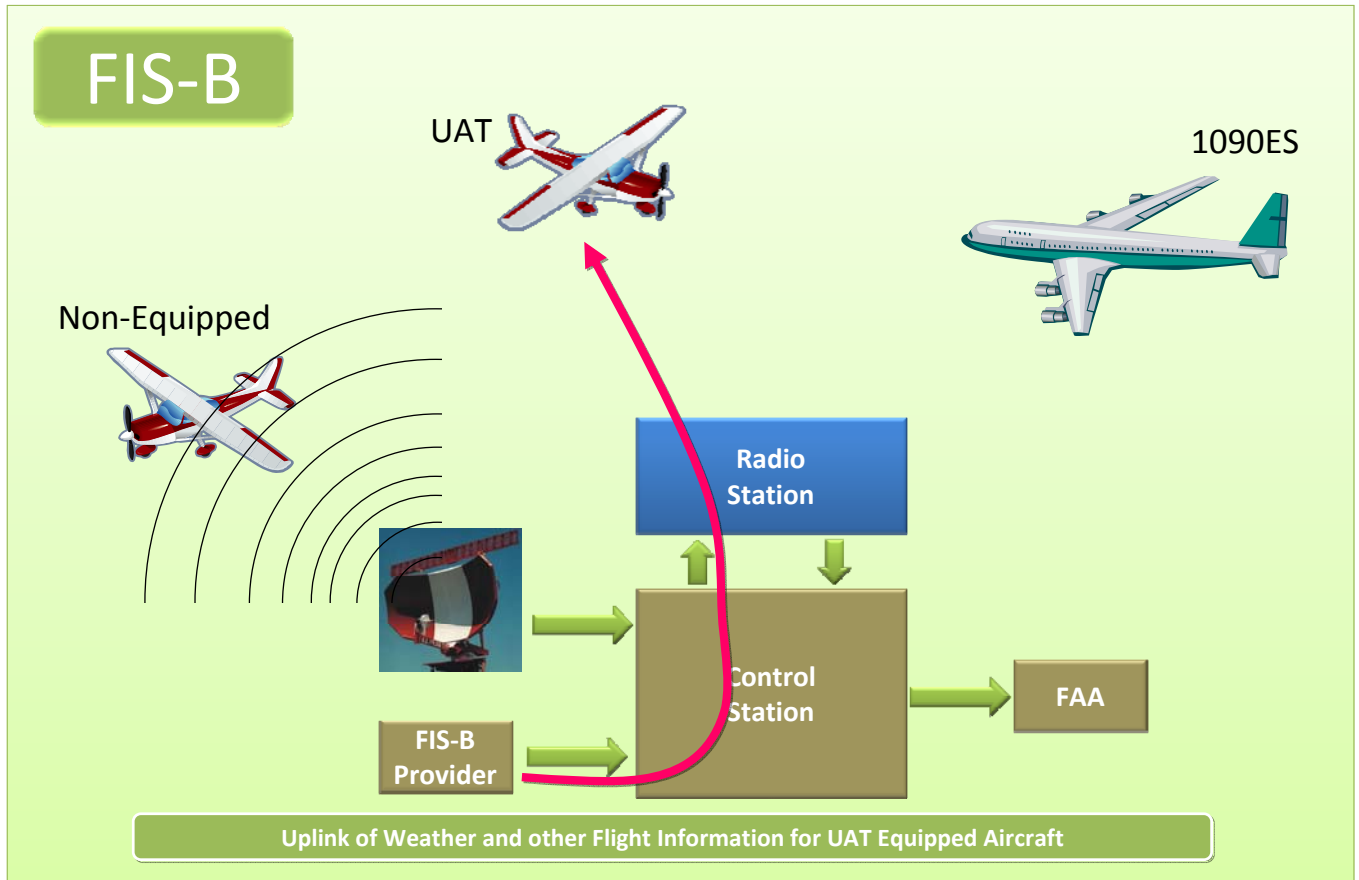 FIS-B
UAT
1090ES
Non-Equipped
Radio
Station
Control
Station
FAA
FIS-B
Provider
Uplink of Weather and other Flight Information for UAT Equipped Aircraft